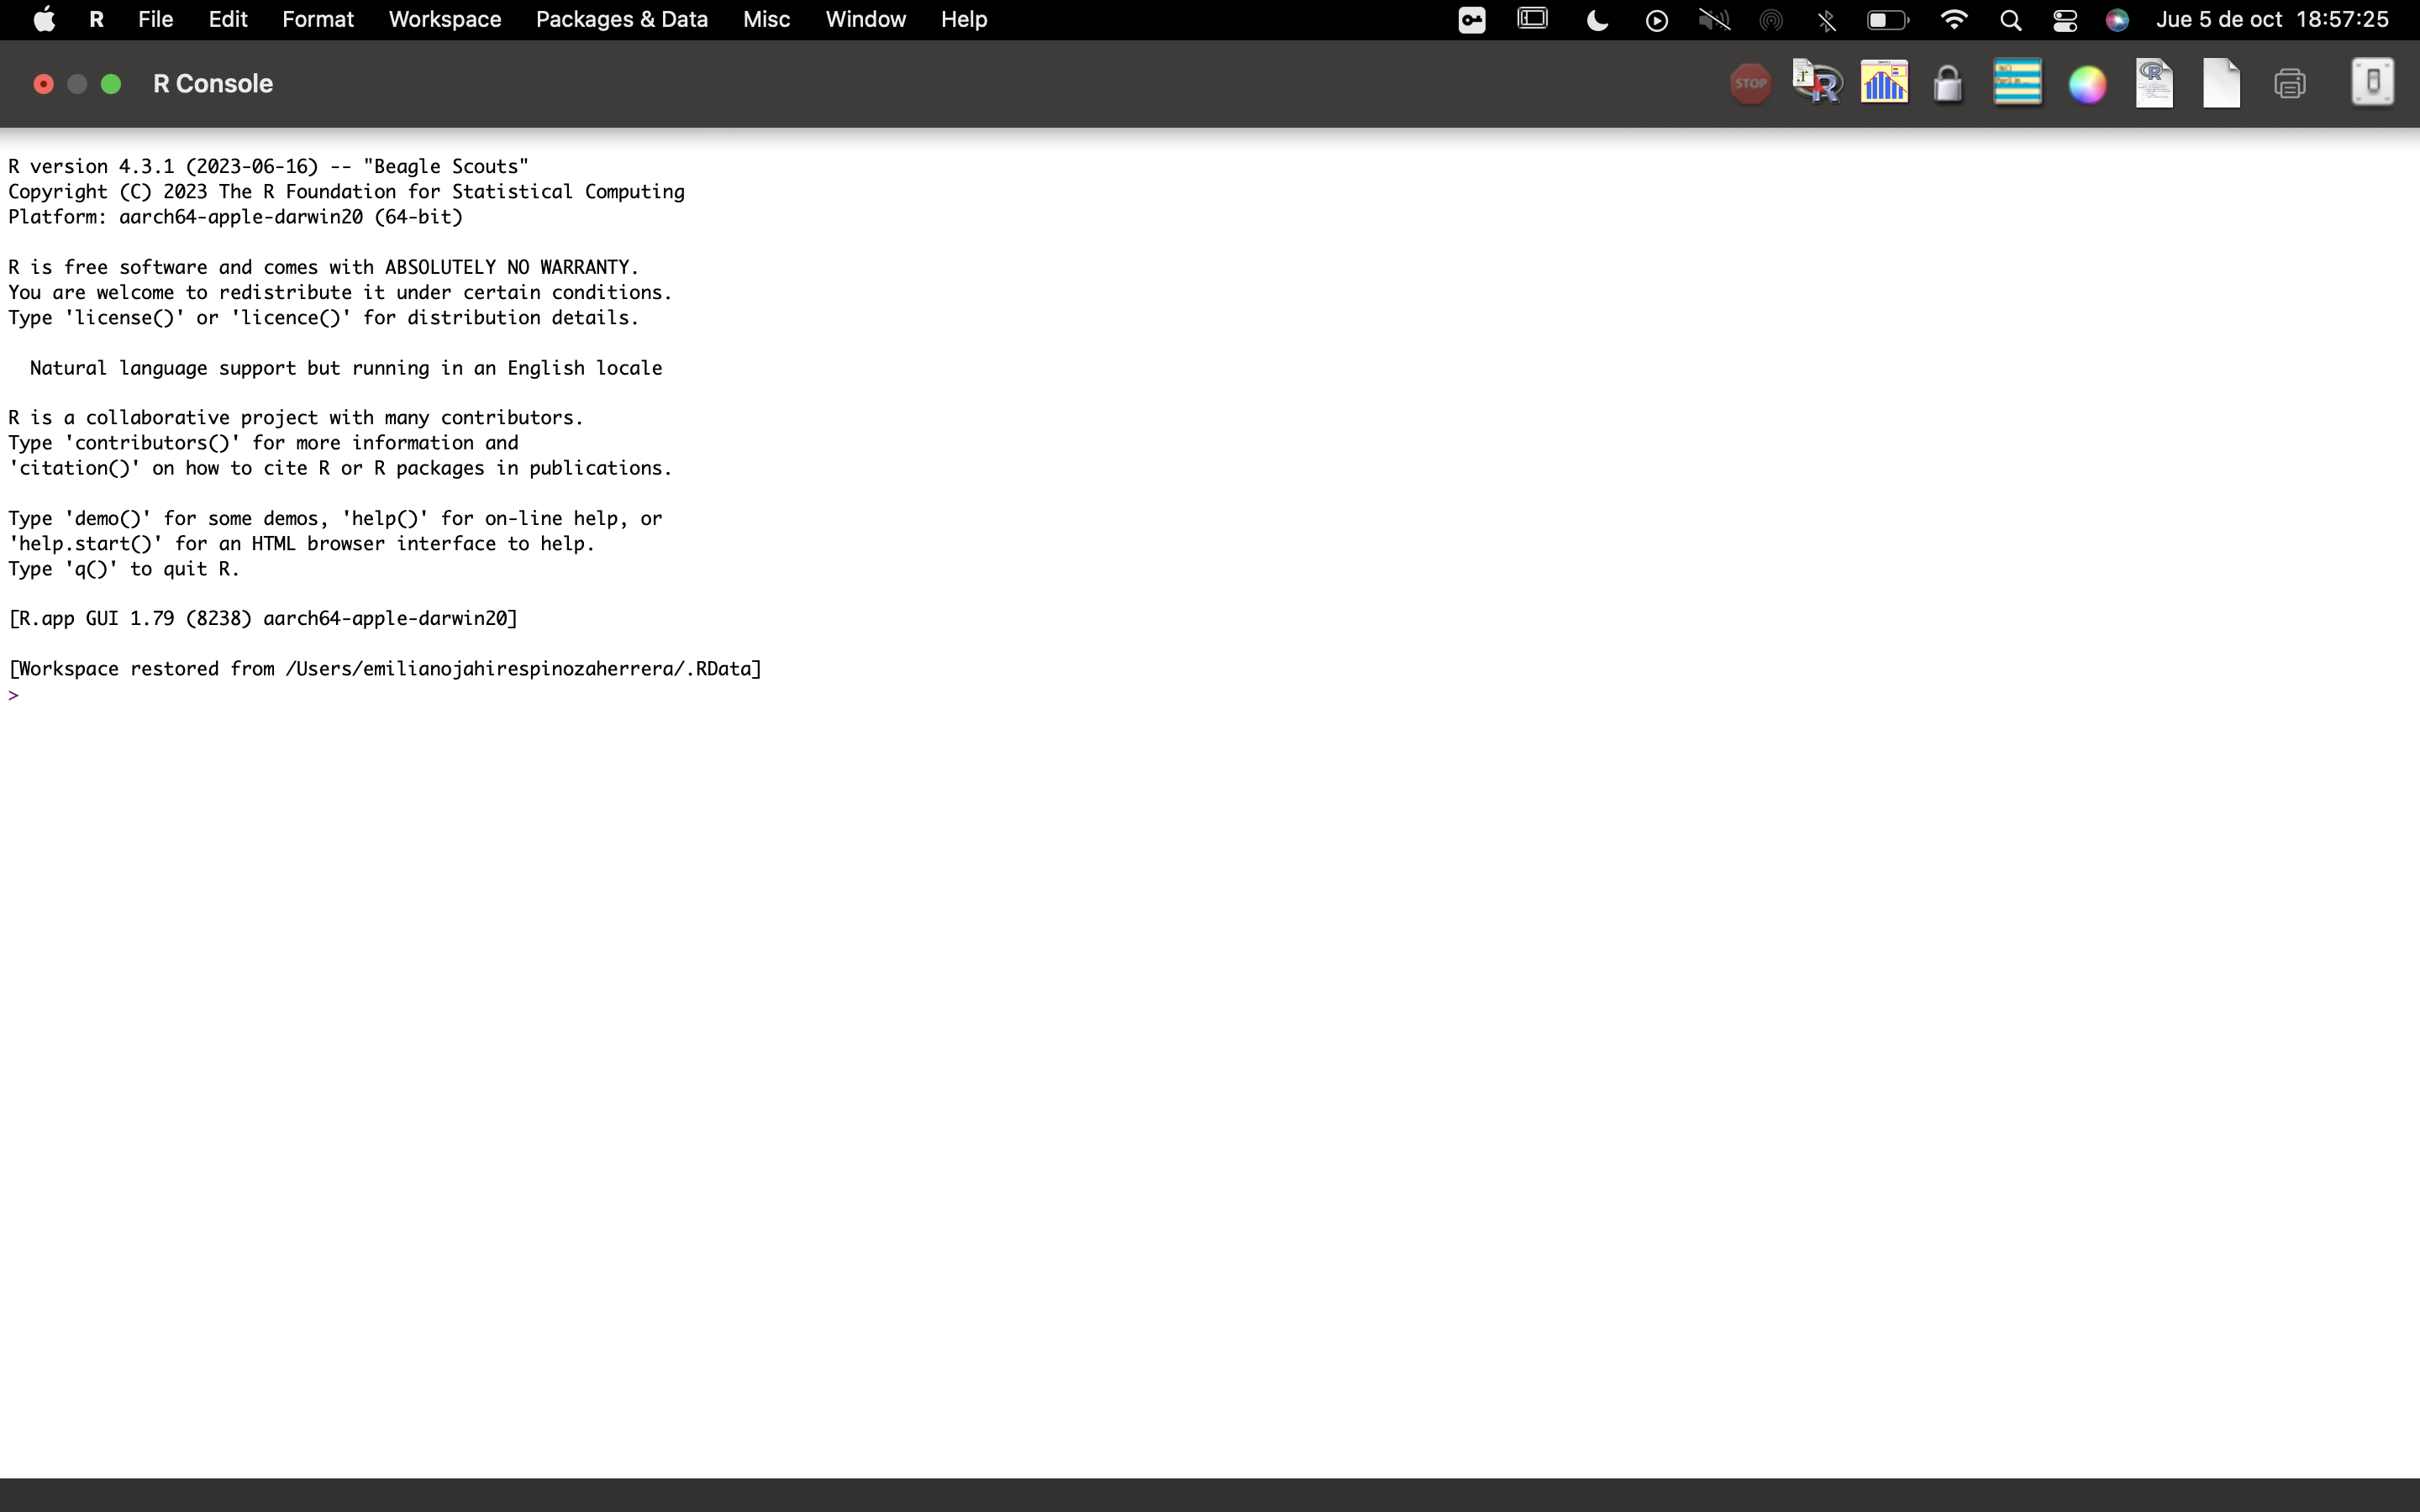 R File Edit Format Workspace Packages & Data Misc Window Help Jue 5 de oct 18:57:25
R Console STOP
R version 4.3.1 (2023-06-16) -- "Beagle Scouts"
Copyright (C) 2023 The R Foundation for Statistical Computing
Platform: aarch64-apple-darwin20 (64-bit)
R is free software and comes with ABSOLUTELY NO WARRANTY.
You are welcome to redistribute it under certain conditions.
Type 'license()' or 'licence()' for distribution details.
Natural language support but running in an English locale
R is a collaborative project with many contributors.
Type 'contributors()' for more information and
'citation()' on how to cite R or R packages in publications.
Type 'demo()' for some demos, 'help()' for on-line help, or
'help.start()' for an HTML browser interface to help.
Type 'q()' to quit R.
[R.app GUI 1.79 (8238) aarch64-apple-darwin20]
[Workspace restored from /Users/emilianojahirespinozaherrera/.RData]
>